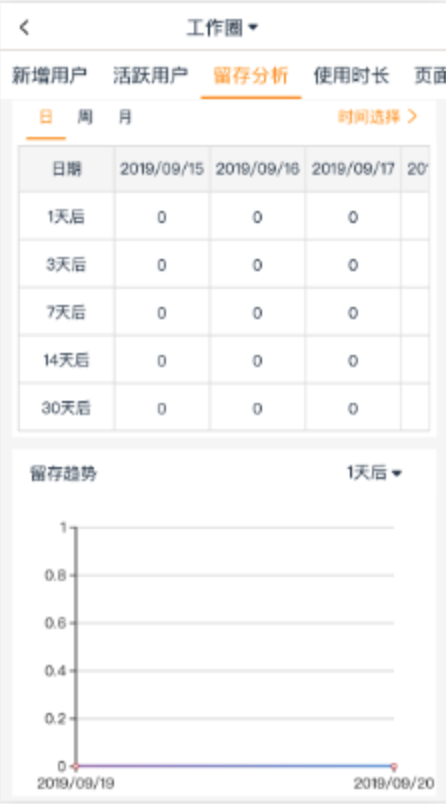 工作圈
新增用户 活跃用户 留存分析 使用时长 页面
日 周 月 时间选择
日期 2019/09/15 2019/09/16 2019/09/17 20
1天后 0 0 0
3天后 0 0 0
7天后 0 0 0
14天后 0 0 0
30天后 0 0 0
留存趋势 1天后
1
0.8
0.6
0.4
0.2
0
2019/09/19 2019/09/20